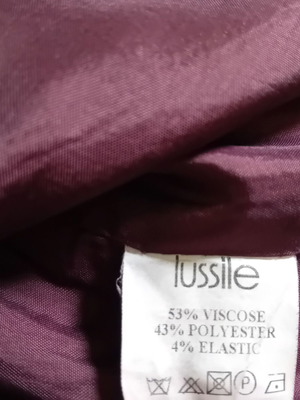 lussile
53% VISCOSE
43% POLYESTER
4% ELASTIC
P